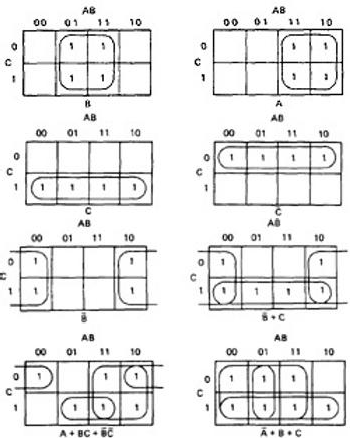 AB
00 01 11 10
0 1 1
C
1 1 1
B
AB
00 01 11 10
0 1 1
C
1 1 1
A
AB
00 01 11 10
0
C
1 1 1 1 1
C
AB
00 01 11 10
0 1 1 1 1
C
1
C
AB
00 01 11 10
0 1 1
C
1 1 1
B̄
AB̄
00 01 11 10
0 1 1
C
1 1 1 1 1
B̄ + C
AB
00 01 11 10
0 1 1 1
C
1 1 1 1
A + BC + B̄C̄
AB
00 01 11 10
0 1 1 1
C
1 1 1 1 1
Ā + B + C